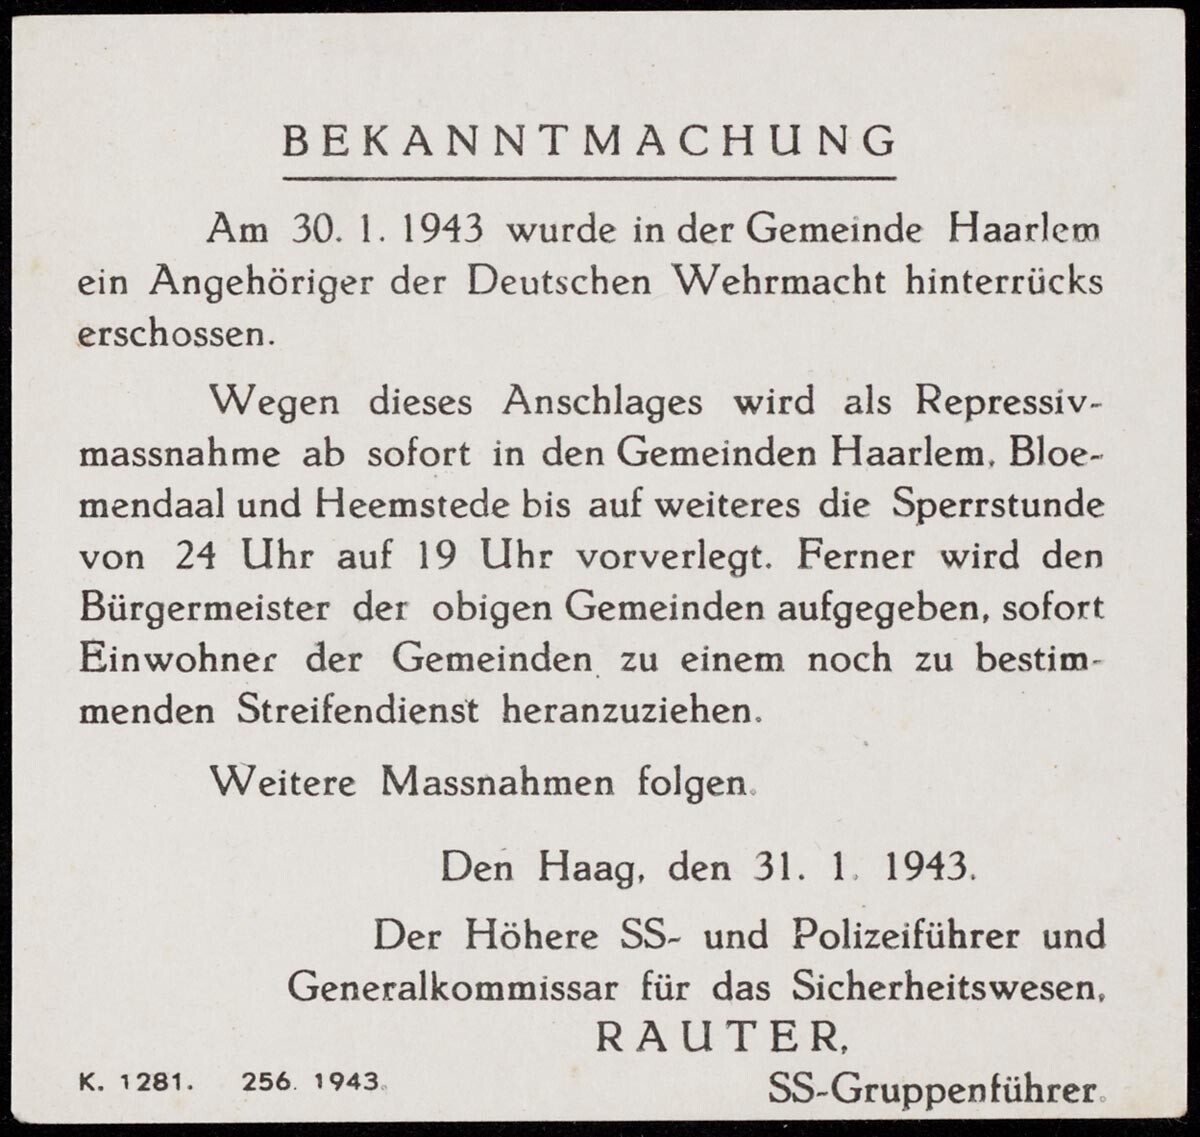 BEKANNTMACHUNG
Am 30. 1. 1943 wurde in der Gemeinde Haarlem
ein Angehöriger der Deutschen Wehrmacht hinterrücks
erschossen.
Wegen dieses Anschlages wird als Repressiv-
massnahme ab sofort in den Gemeinden Haarlem, Bloe-
mendaal und Heemstede bis auf weiteres die Sperrstunde
von 24 Uhr auf 19 Uhr vorverlegt. Ferner wird den
Bürgermeister der obigen Gemeinden aufgegeben, sofort
Einwohner der Gemeinden zu einem noch zu bestim-
menden Streifendienst heranzuziehen.
Weitere Massnahmen folgen.
Den Haag, den 31. 1. 1943.
Der Höhere SS- und Polizeiführer und
Generalkommissar für das Sicherheitswesen,
RAUTER,
SS-Gruppenführer.
K. 1281. 256. 1943.